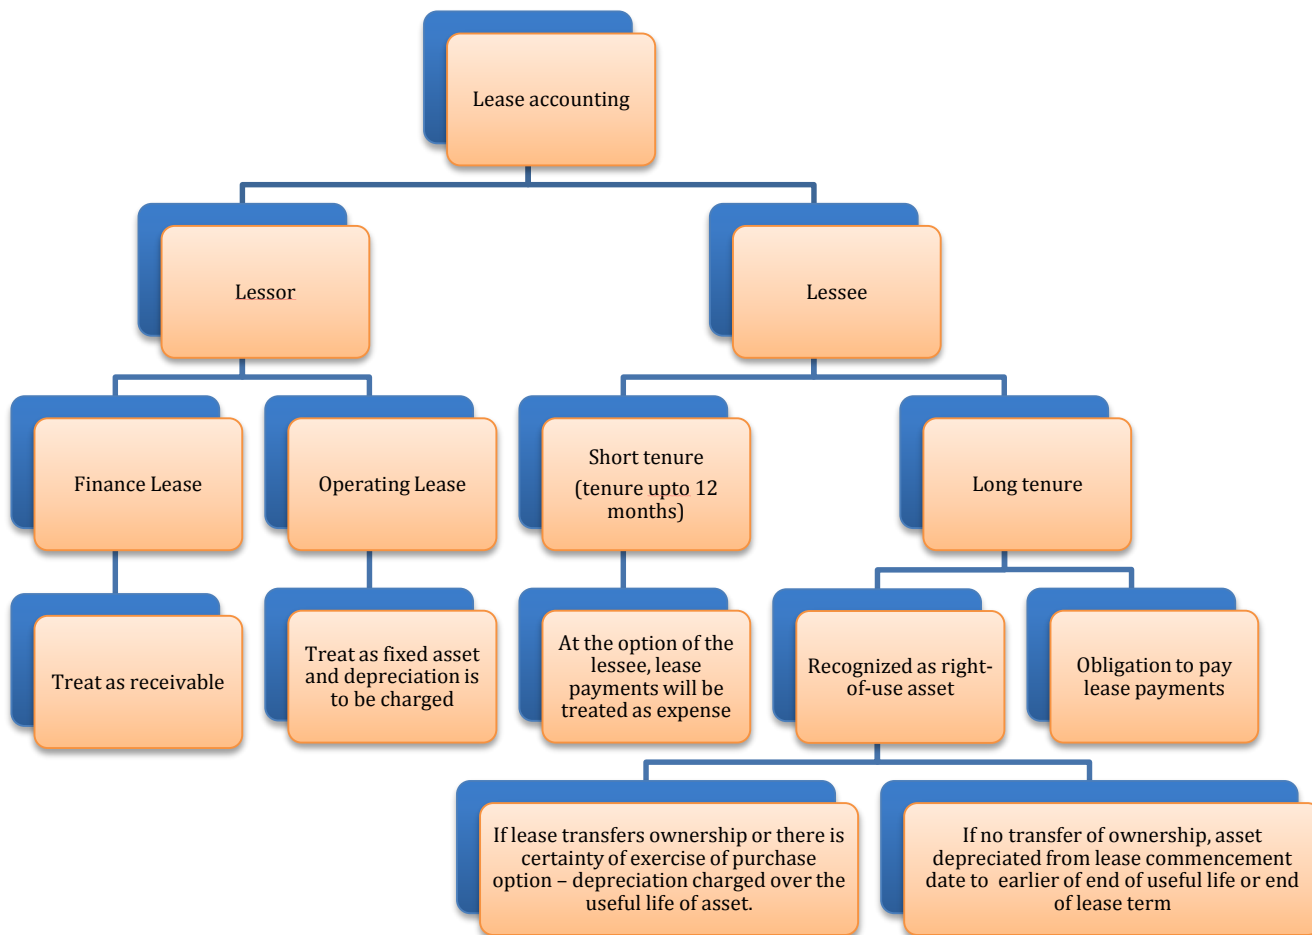 Lease accounting
Lessor
Lessee
Finance Lease
Operating Lease
Short tenure
(tenure upto 12
months)
Long tenure
Treat as receivable
Treat as fixed asset
and depreciation is
to be charged
At the option of the
lessee, lease
payments will be
treated as expense
Recognized as right-
of-use asset
Obligation to pay
lease payments
If lease transfers ownership or there is
certainty of exercise of purchase
option – depreciation charged over the
useful life of asset.
If no transfer of ownership, asset
depreciated from lease commencement
date to earlier of end of useful life or end
of lease term